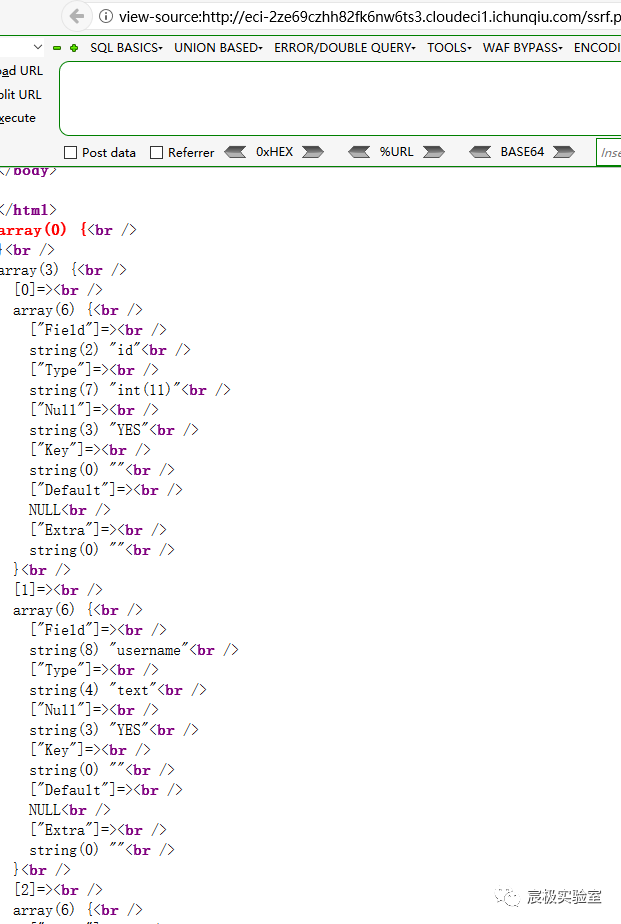 view-source:http://eci-2ze69czhh82fk6nw6ts3.cloudeci1.ichunqiu.com/ssrf.p
SQL BASICS UNION BASED ERROR/DOUBLE QUERY TOOLS WAF BYPASS ENCODI
oad URL
plit URL
xecute
Post data Referrer 0xHEX %URL BASE64 Inse
</body>
</html>
array(0) {<br />
}<br />
array(3) {<br />
[0]=><br />
array(6) {<br />
["Field"]=><br />
string(2) "id"<br />
["Type"]=><br />
string(7) "int(11)"<br />
["Null"]=><br />
string(3) "YES"<br />
["Key"]=><br />
string(0) ""<br />
["Default"]=><br />
NULL<br />
["Extra"]=><br />
string(0) ""<br />
}<br />
[1]=><br />
array(6) {<br />
["Field"]=><br />
string(8) "username"<br />
["Type"]=><br />
string(4) "text"<br />
["Null"]=><br />
string(3) "YES"<br />
["Key"]=><br />
string(0) ""<br />
["Default"]=><br />
NULL<br />
["Extra"]=><br />
string(0) ""<br />
}<br />
[2]=><br />
array(6) {<br />
宸极实验室